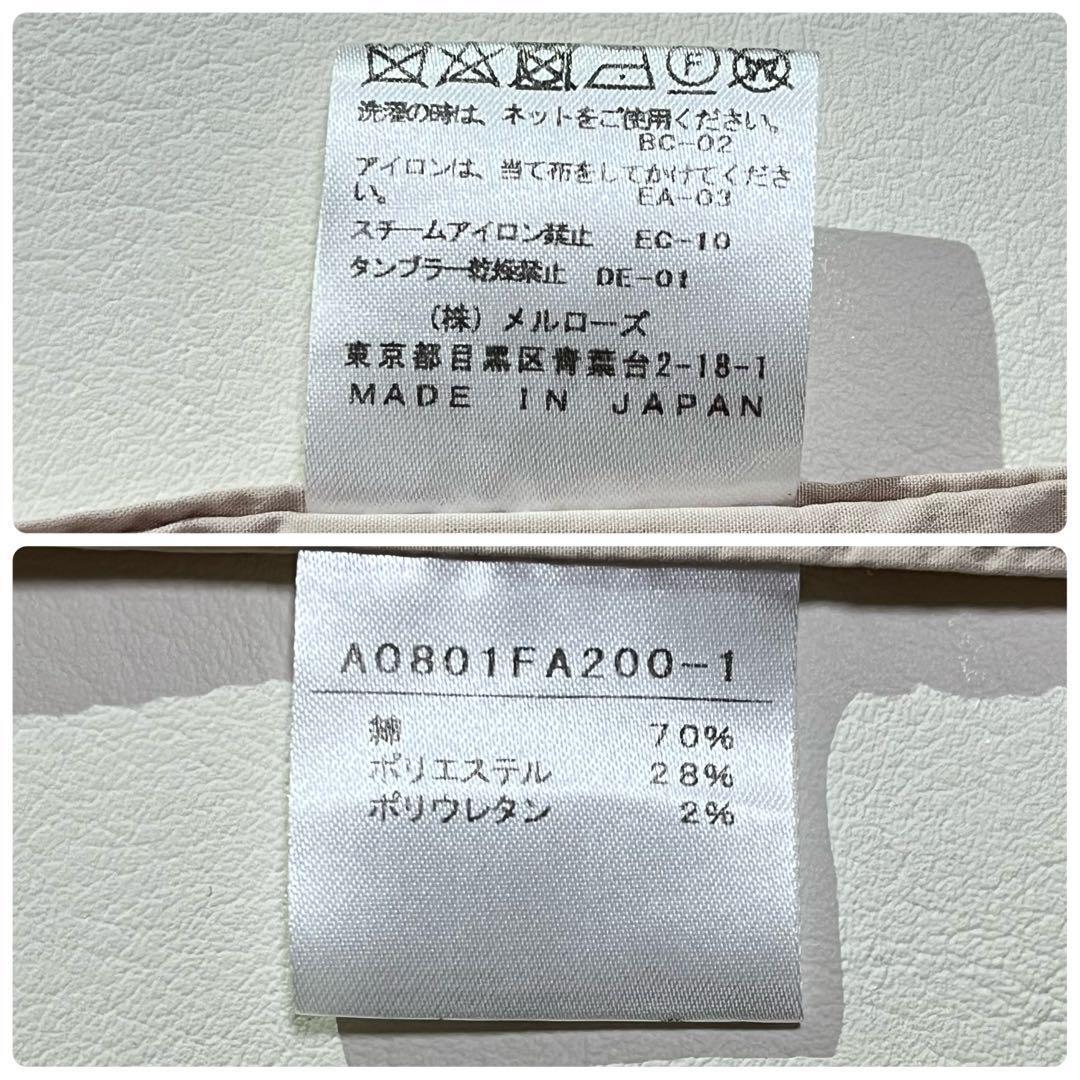 洗濯の時は、ネットをご使用ください。
BC-02
アイロンは、当て布をしてかけてくださ
い。 EA-03
スチームアイロン禁止 EC-10
タンブラー乾燥禁止 DE-01
(株) メルローズ
東京都目黒区青葉台2-18-1
MADE IN JAPAN
A0801FA200-1
綿 70%
ポリエステル 28%
ポリウレタン 2%